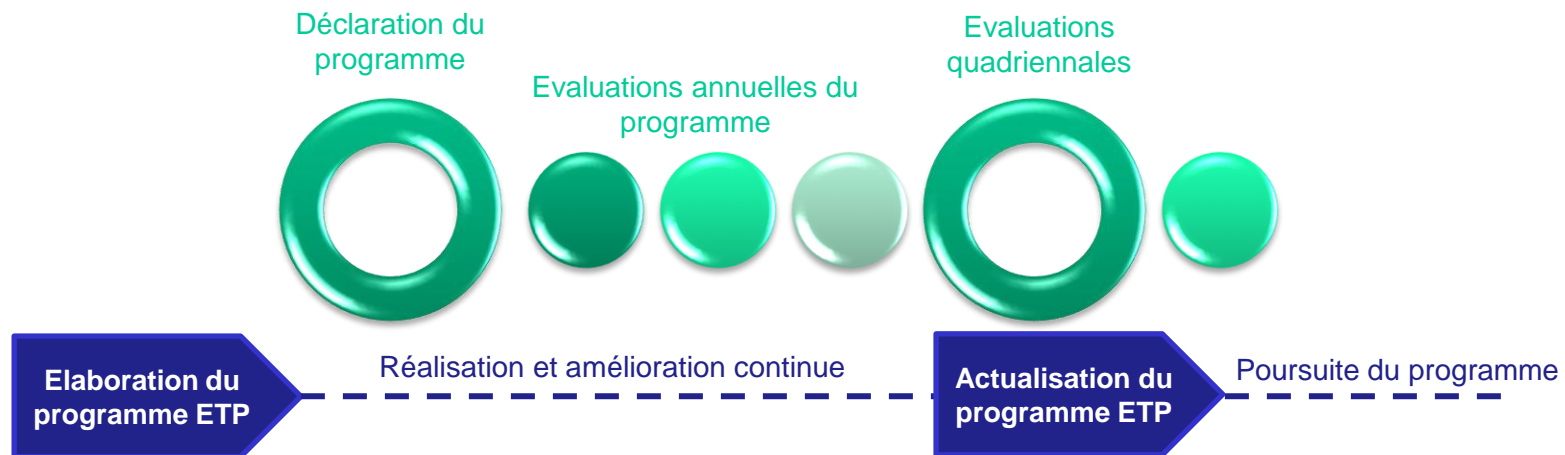 Déclaration du
programme
Evaluations annuelles du
programme
Evaluations
quadriennales
Elaboration du
programme ETP
Réalisation et amélioration continue
Actualisation du
programme ETP
Poursuite du programme